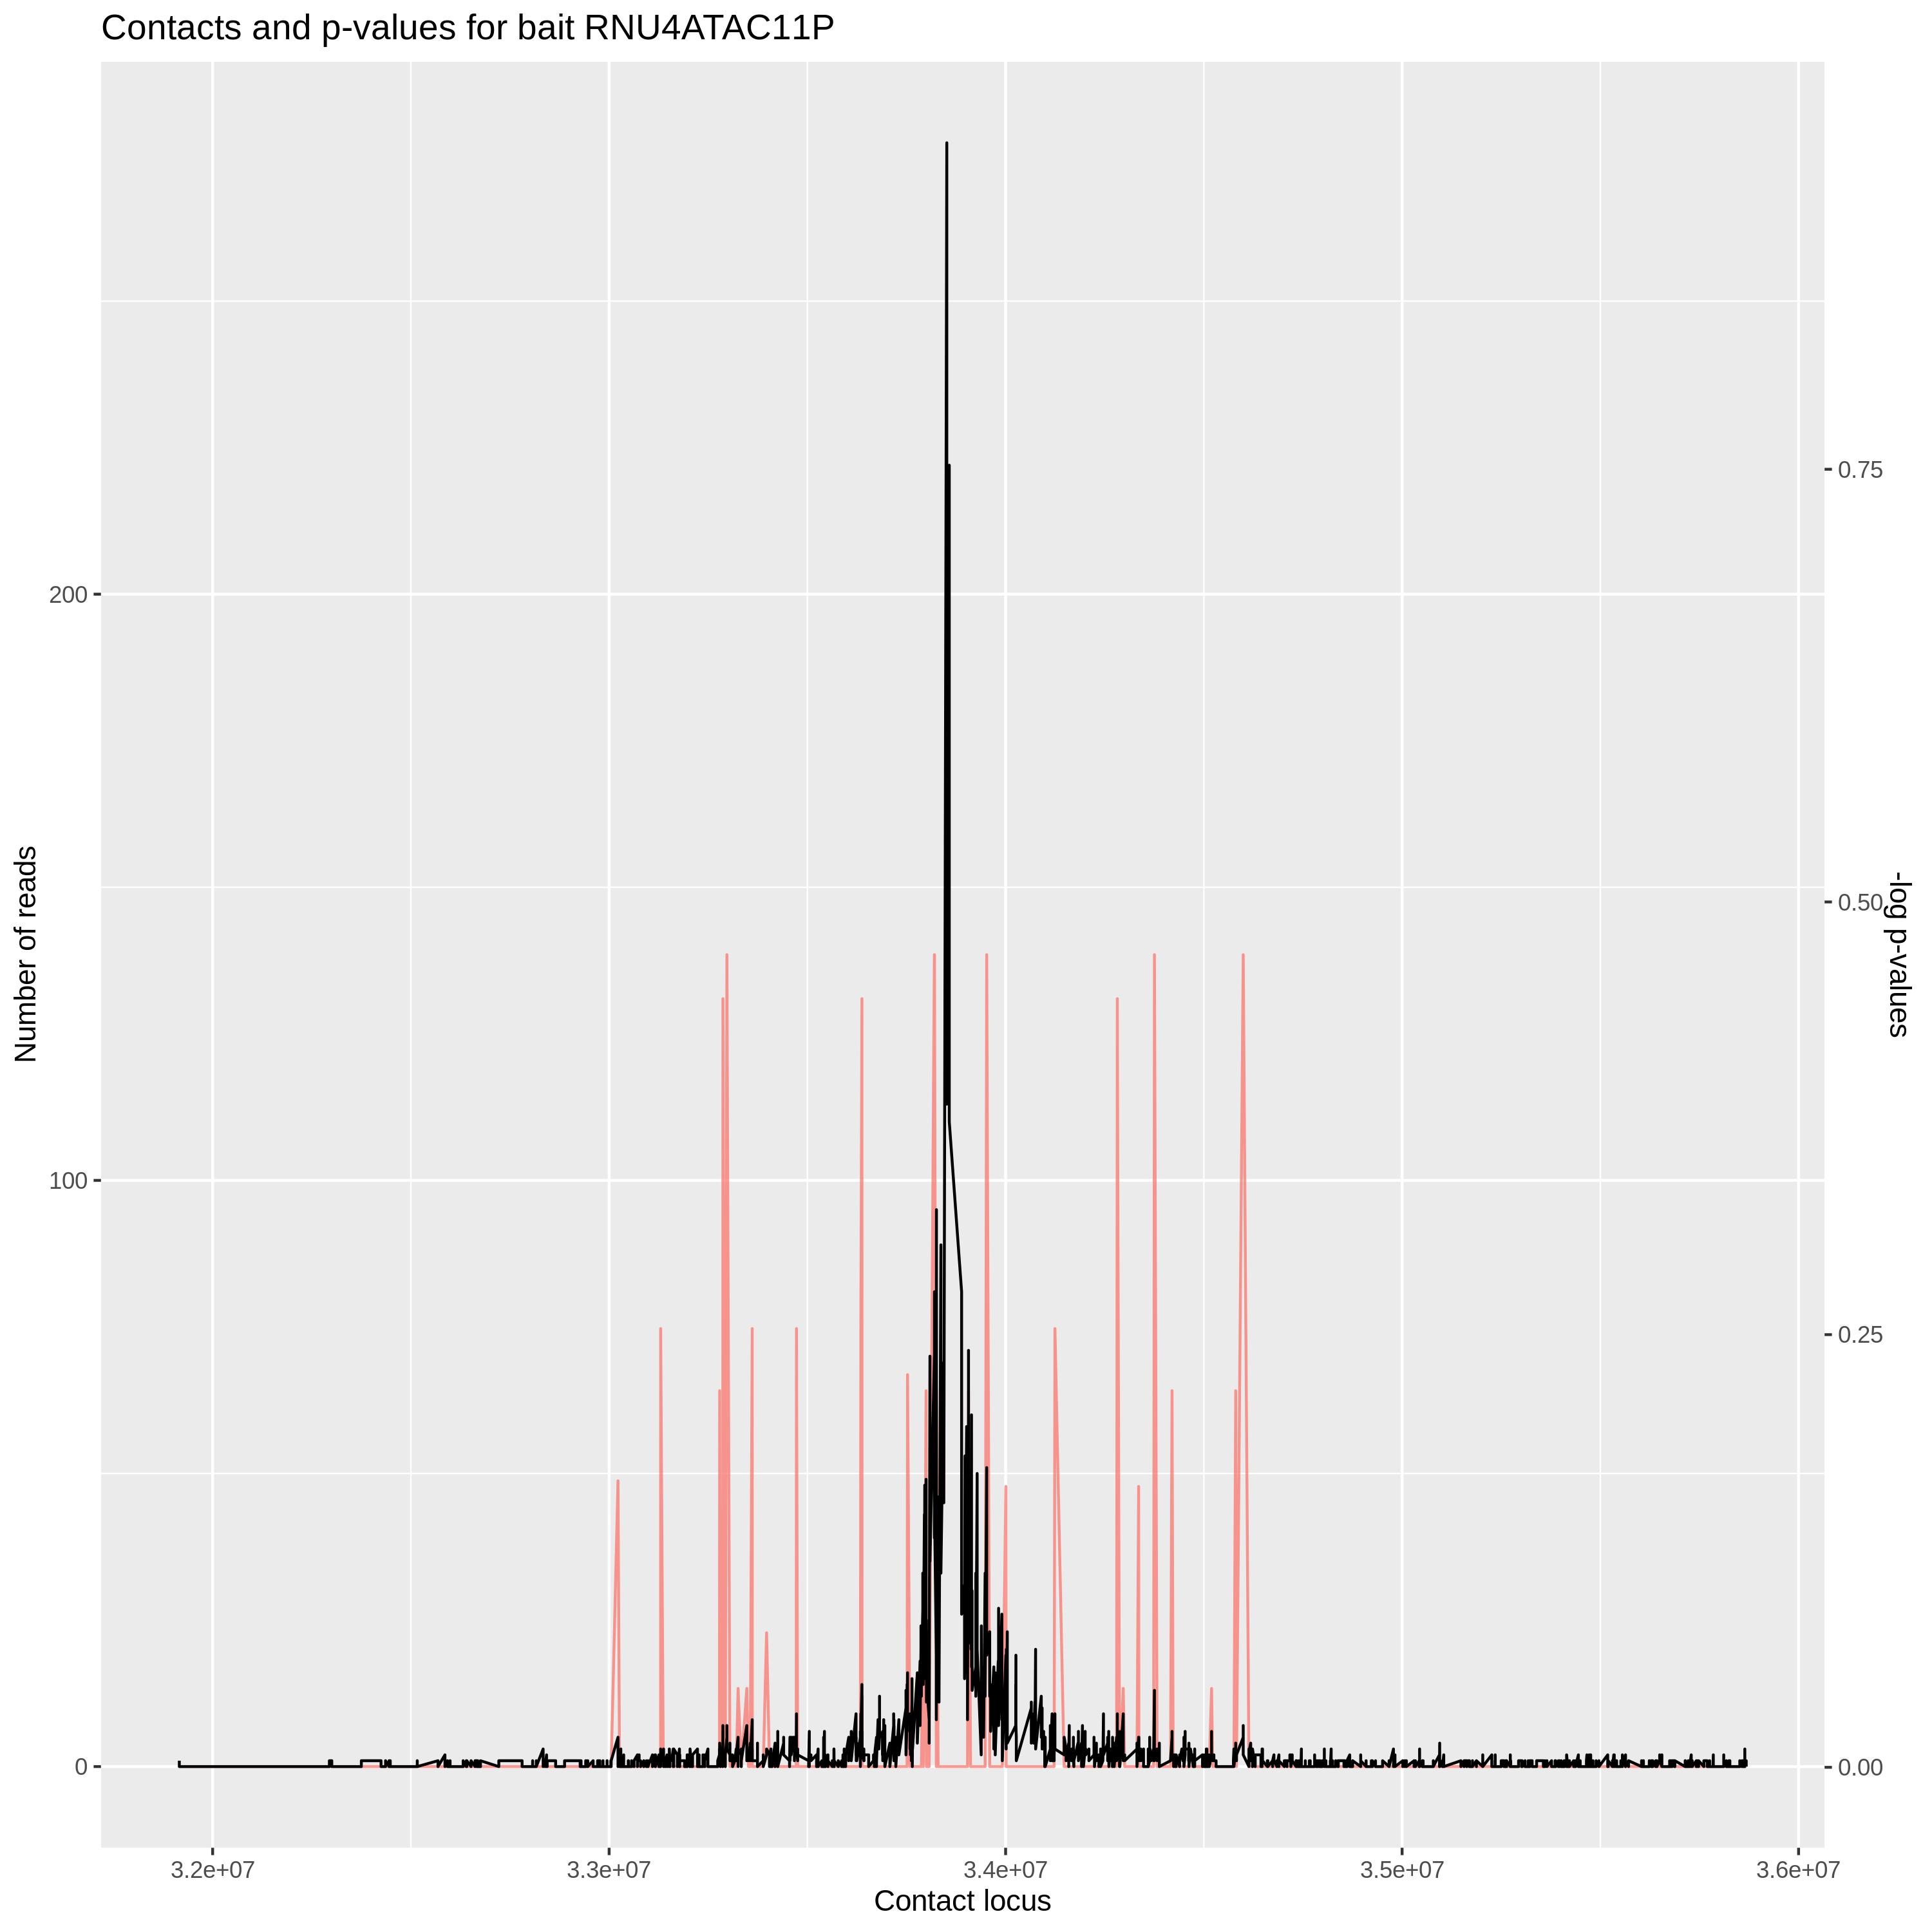 Contacts and p-values for bait RNU4ATAC11P
Number of reads
200
100
0
0.75
0.50
0.25
0.00
-log p-values
3.2e+07 3.3e+07 3.4e+07 3.5e+07 3.6e+07
Contact locus